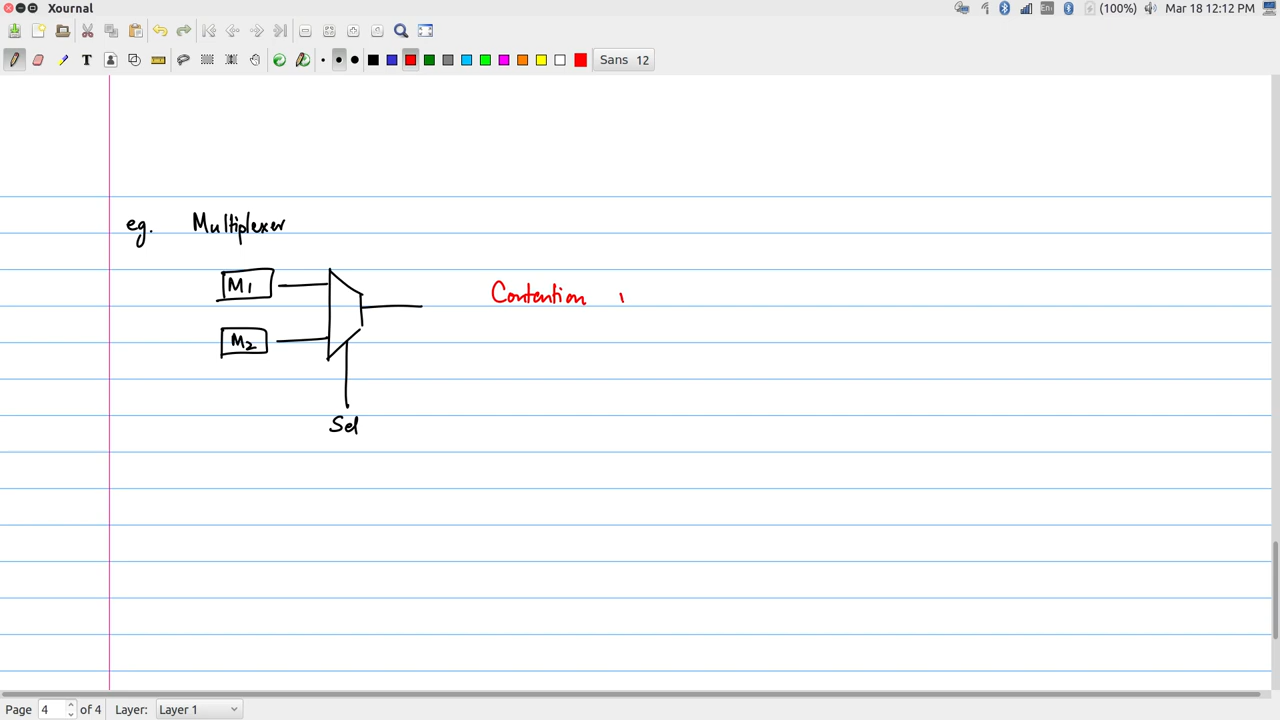 Xournal
(100%) Mar 18 12:12 PM
Sans 12
eg. Multiplexer
M1
Contention
M2
Sel
Page 4 of 4 Layer: Layer 1